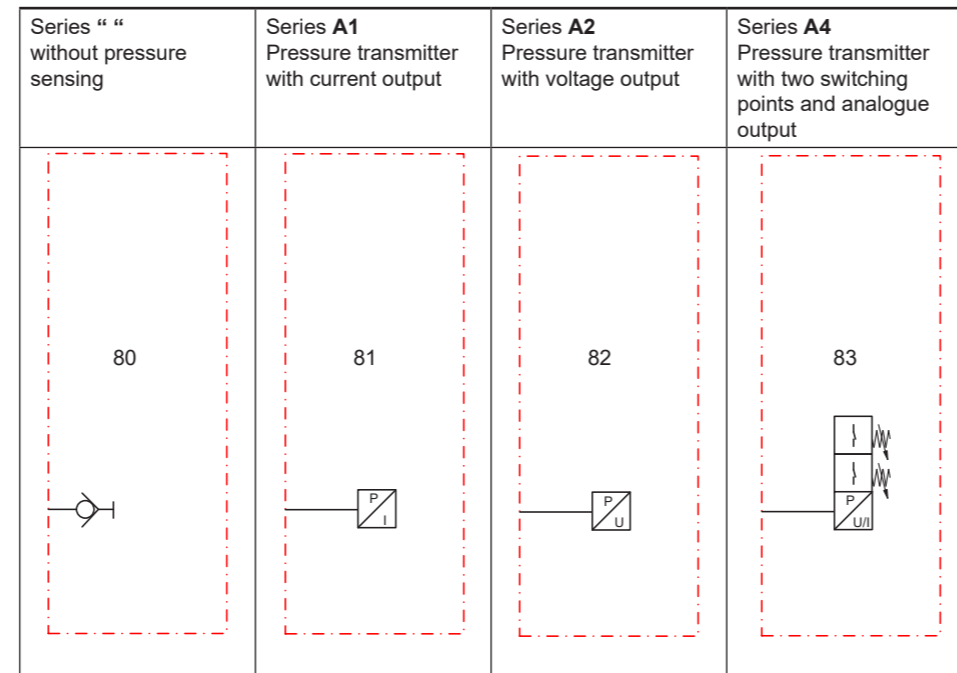 Series “ “
without pressure
sensing
Series A1
Pressure transmitter
with current output
Series A2
Pressure transmitter
with voltage output
Series A4
Pressure transmitter
with two switching
points and analogue
output
80
81
82
83
P
I
P
U
P
U/I